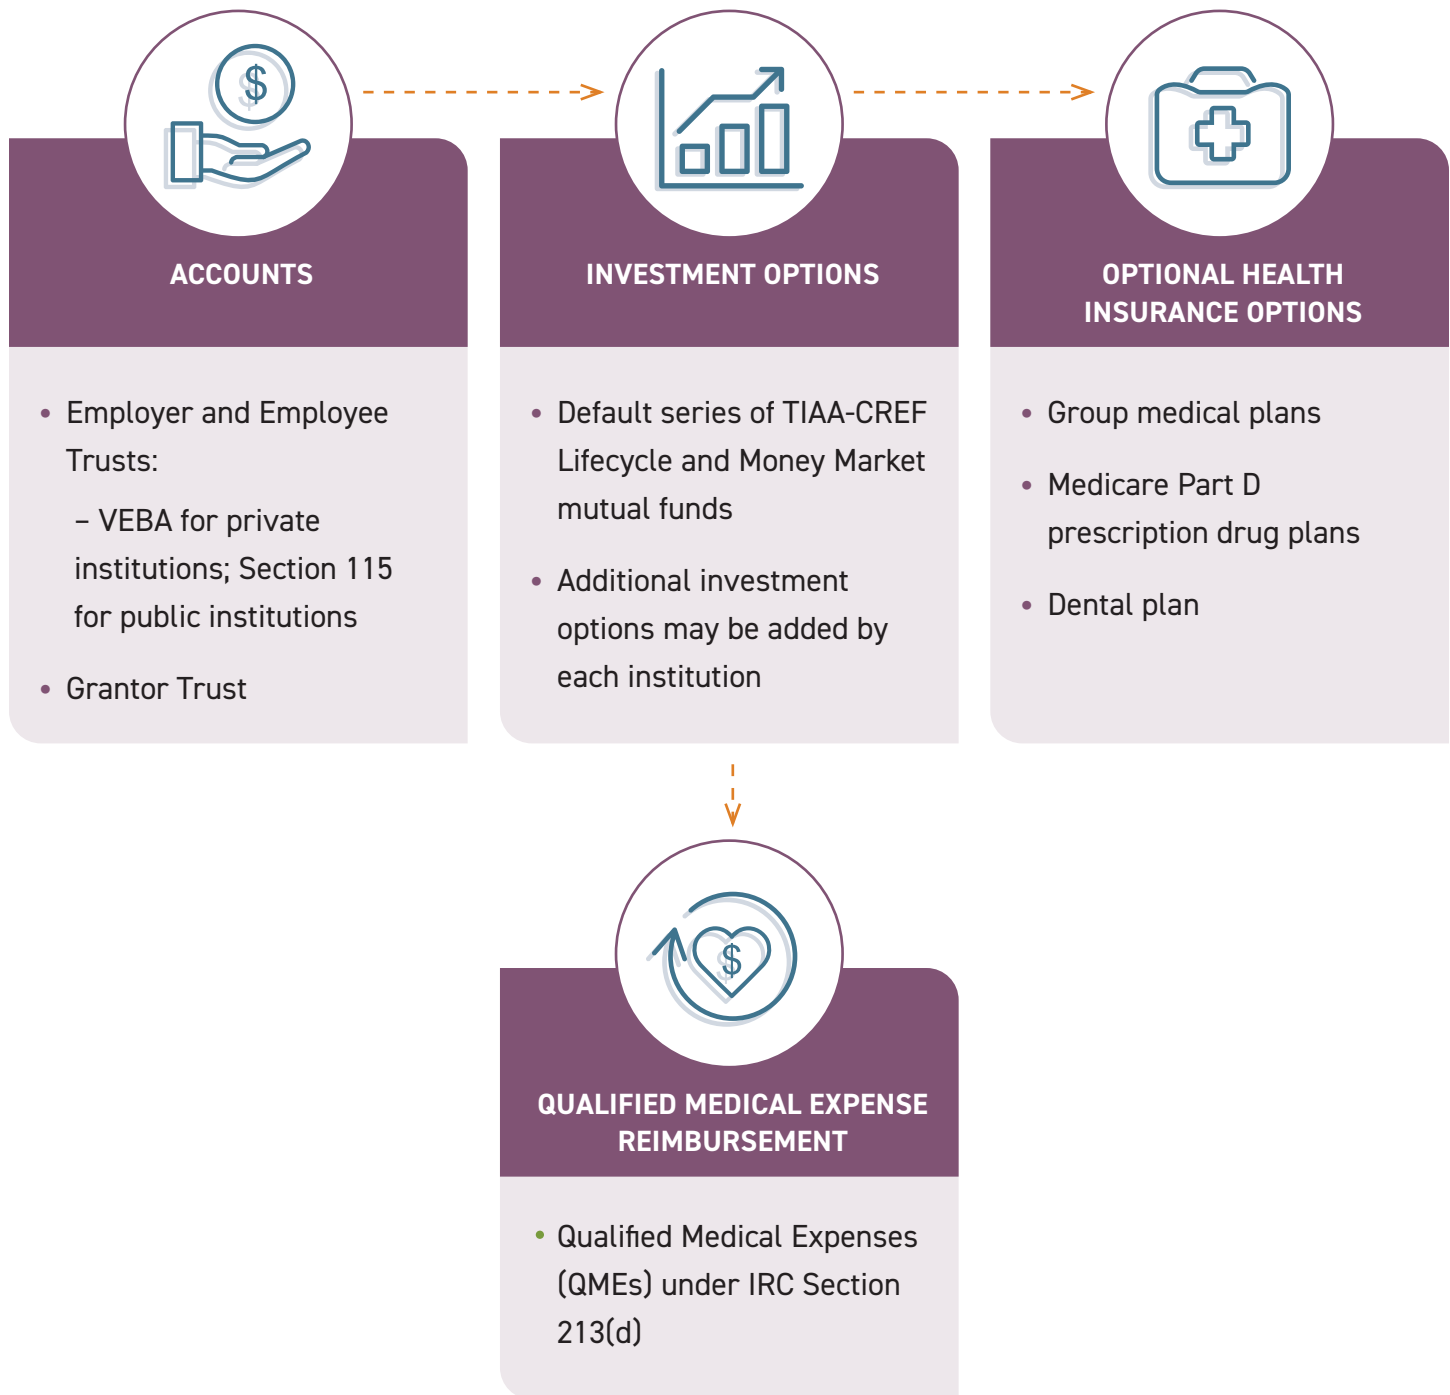 $
ACCOUNTS
• Employer and Employee
Trusts:
– VEBA for private
institutions; Section 115
for public institutions
• Grantor Trust
INVESTMENT OPTIONS
• Default series of TIAA-CREF
Lifecycle and Money Market
mutual funds
• Additional investment
options may be added by
each institution
OPTIONAL HEALTH
INSURANCE OPTIONS
• Group medical plans
• Medicare Part D
prescription drug plans
• Dental plan
$
QUALIFIED MEDICAL EXPENSE
REIMBURSEMENT
• Qualified Medical Expenses
(QMEs) under IRC Section
213(d)